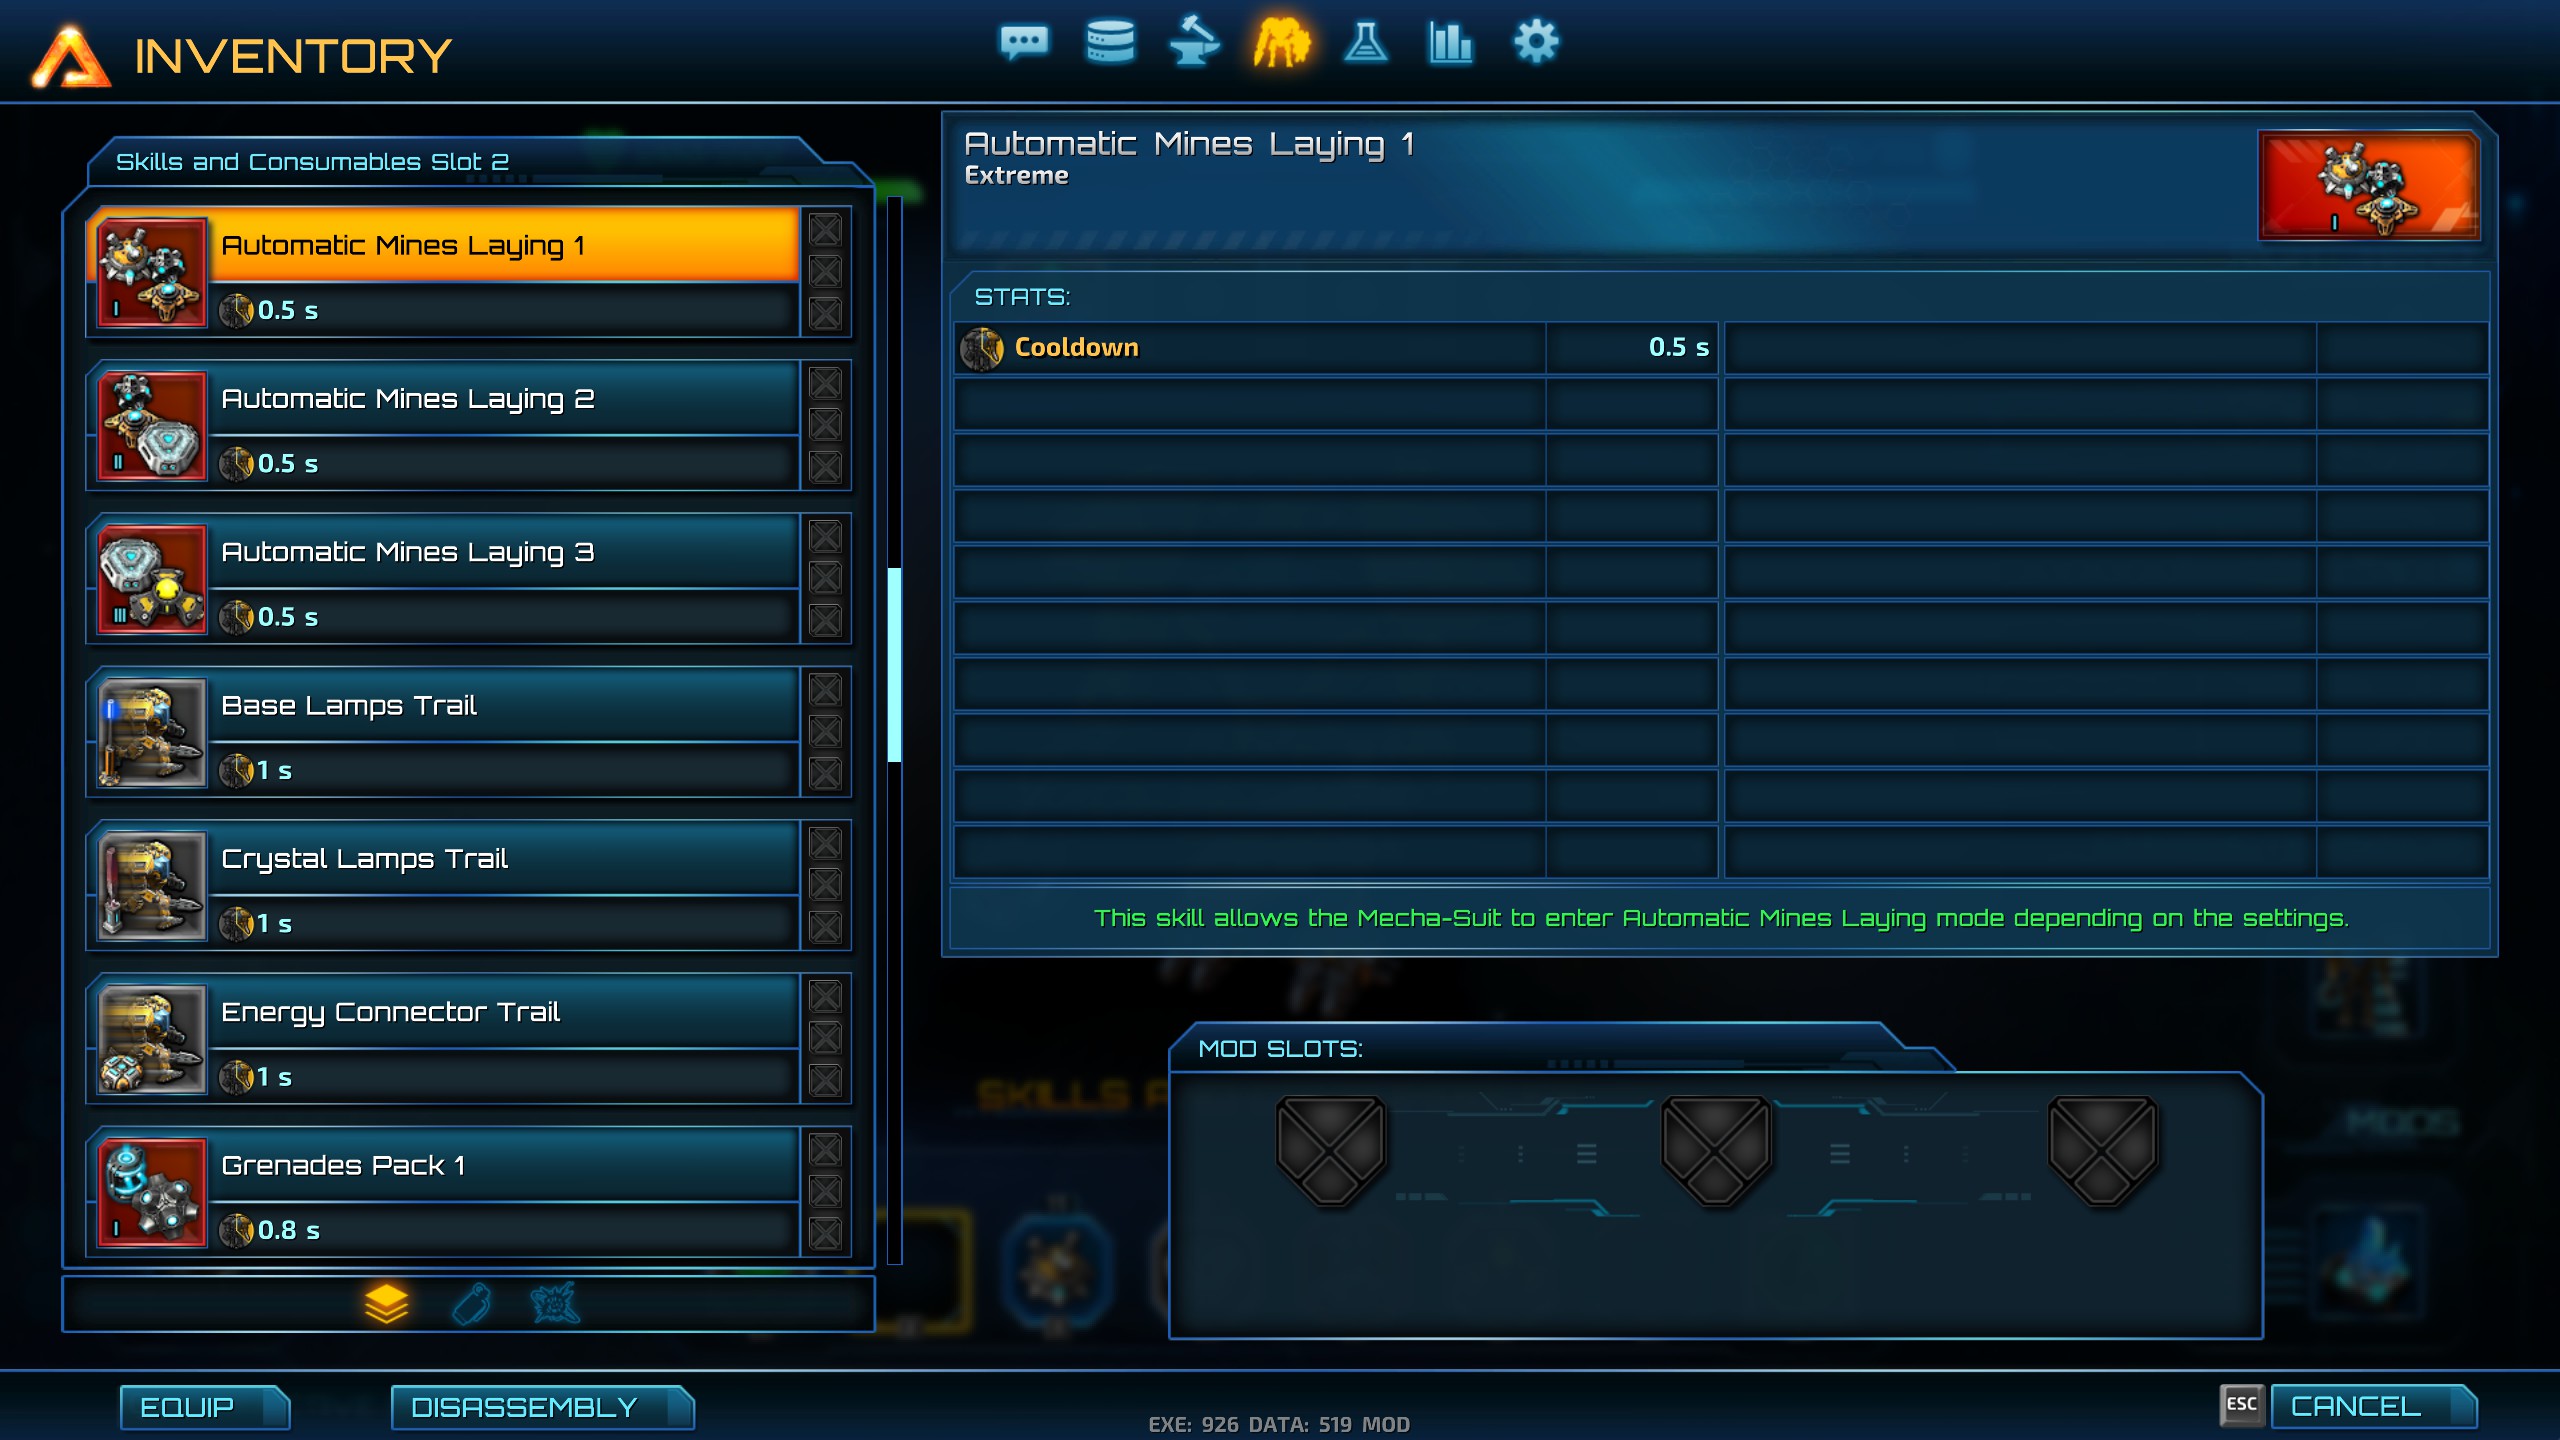 INVENTORY
Skills and Consumables Slot 2
Automatic Mines Laying 1
I
0.5 s
Automatic Mines Laying 2
II
0.5 s
Automatic Mines Laying 3
III
0.5 s
Base Lamps Trail
1 s
Crystal Lamps Trail
1 s
Energy Connector Trail
1 s
Grenades Pack 1
I
0.8 s
Automatic Mines Laying 1
Extreme
I
STATS:
Cooldown 0.5 s
This skill allows the Mecha-Suit to enter Automatic Mines Laying mode depending on the settings.
SKILLS
MOD SLOTS:
MODS
EQUIP
DISASSEMBLY
EXE: 926 DATA: 519 MOD
ESC CANCEL